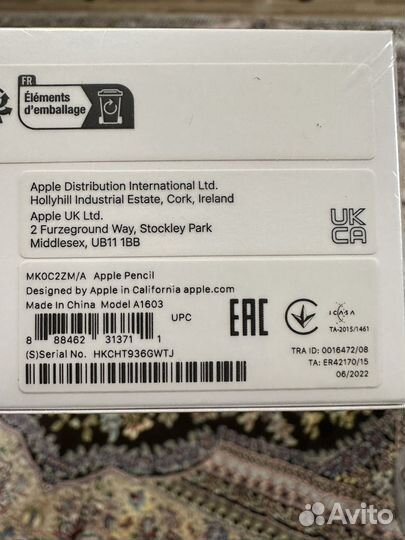 FR
Éléments
d'emballage
Apple Distribution International Ltd.
Hollyhill Industrial Estate, Cork, Ireland
Apple UK Ltd.
2 Furzeground Way, Stockley Park
Middlesex, UB11 1BB
UK
CA
MK0C2ZM/A Apple Pencil
Designed by Apple in California apple.com
Made In China Model A1603
UPC
8 88462 31371 1
(S)Serial No. HKCHT936GWTJ
EAC
ICASA
TA-2015/1461
TRA ID: 0016472/08
TA: ER42170/15
06/2022
Avito